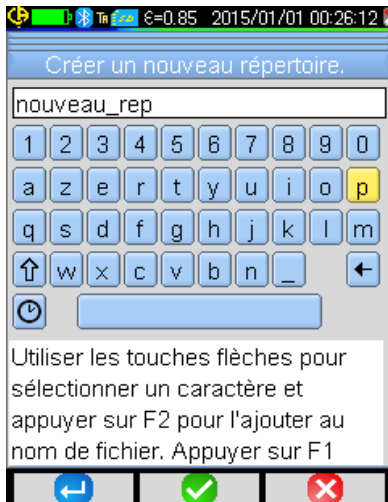 ε=0.85 2015/01/01 00:26:12
Créer un nouveau répertoire.
nouveau_rep
1 2 3 4 5 6 7 8 9 0
a z e r t y u i o p
q s d f g h j k l m
w x c v b n _
Utiliser les touches flèches pour
sélectionner un caractère et
appuyer sur F2 pour l'ajouter au
nom de fichier. Appuyer sur F1